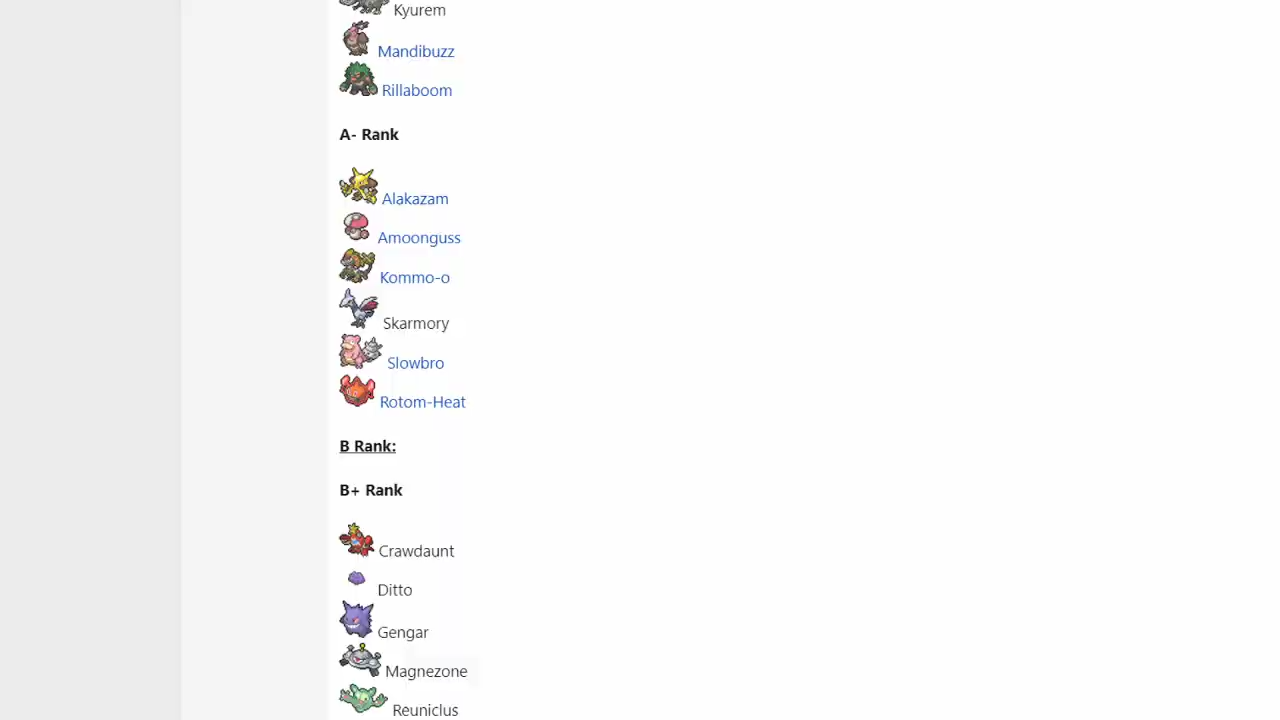 Kyurem
Mandibuzz
Rillaboom
A- Rank
Alakazam
Amoonguss
Kommo-o
Skarmory
Slowbro
Rotom-Heat
B Rank:
B+ Rank
Crawdaunt
Ditto
Gengar
Magnezone
Reuniclus